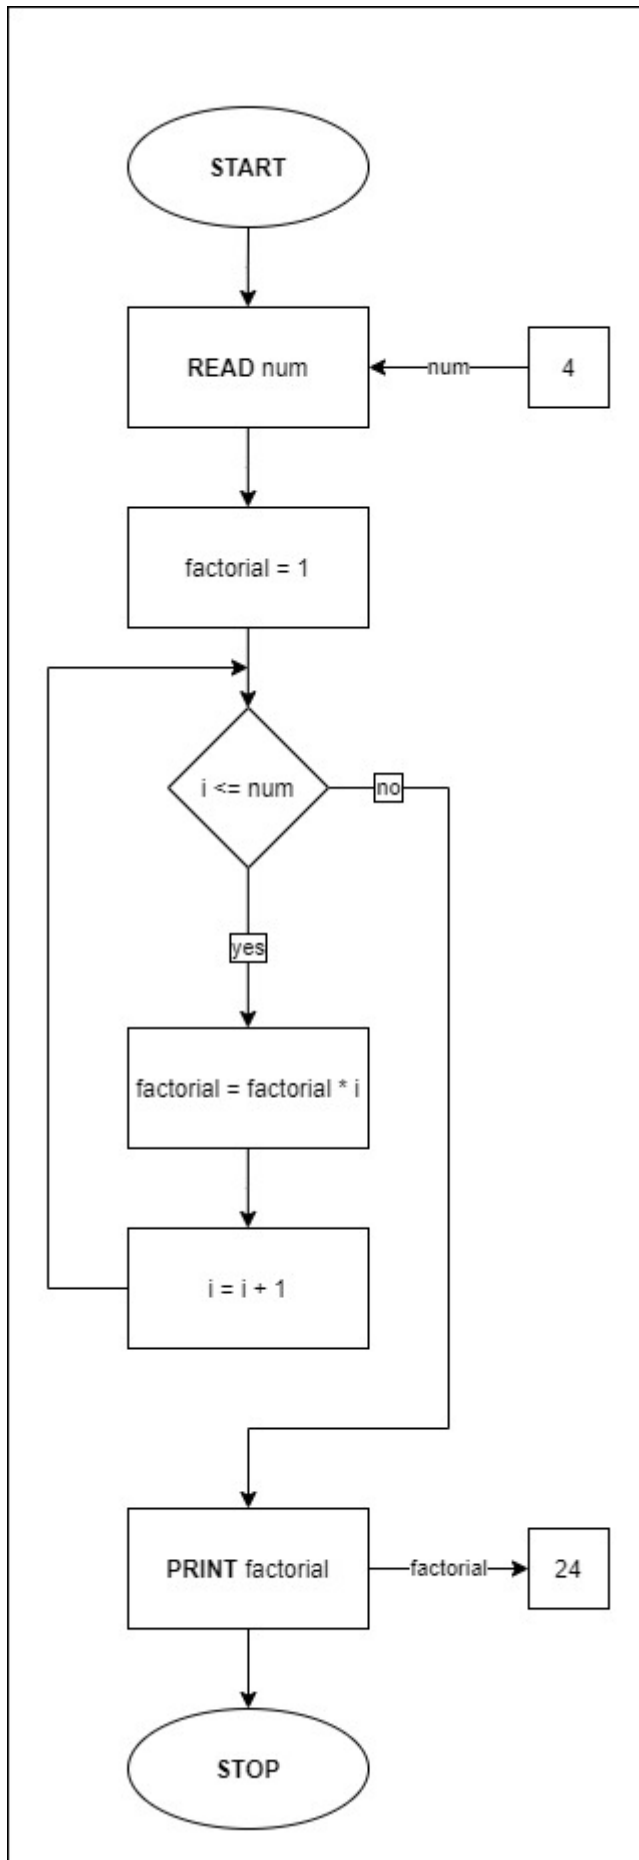 START
READ num
num
4
factorial = 1
i <= num
no
yes
factorial = factorial * i
i = i + 1
PRINT factorial
factorial
24
STOP